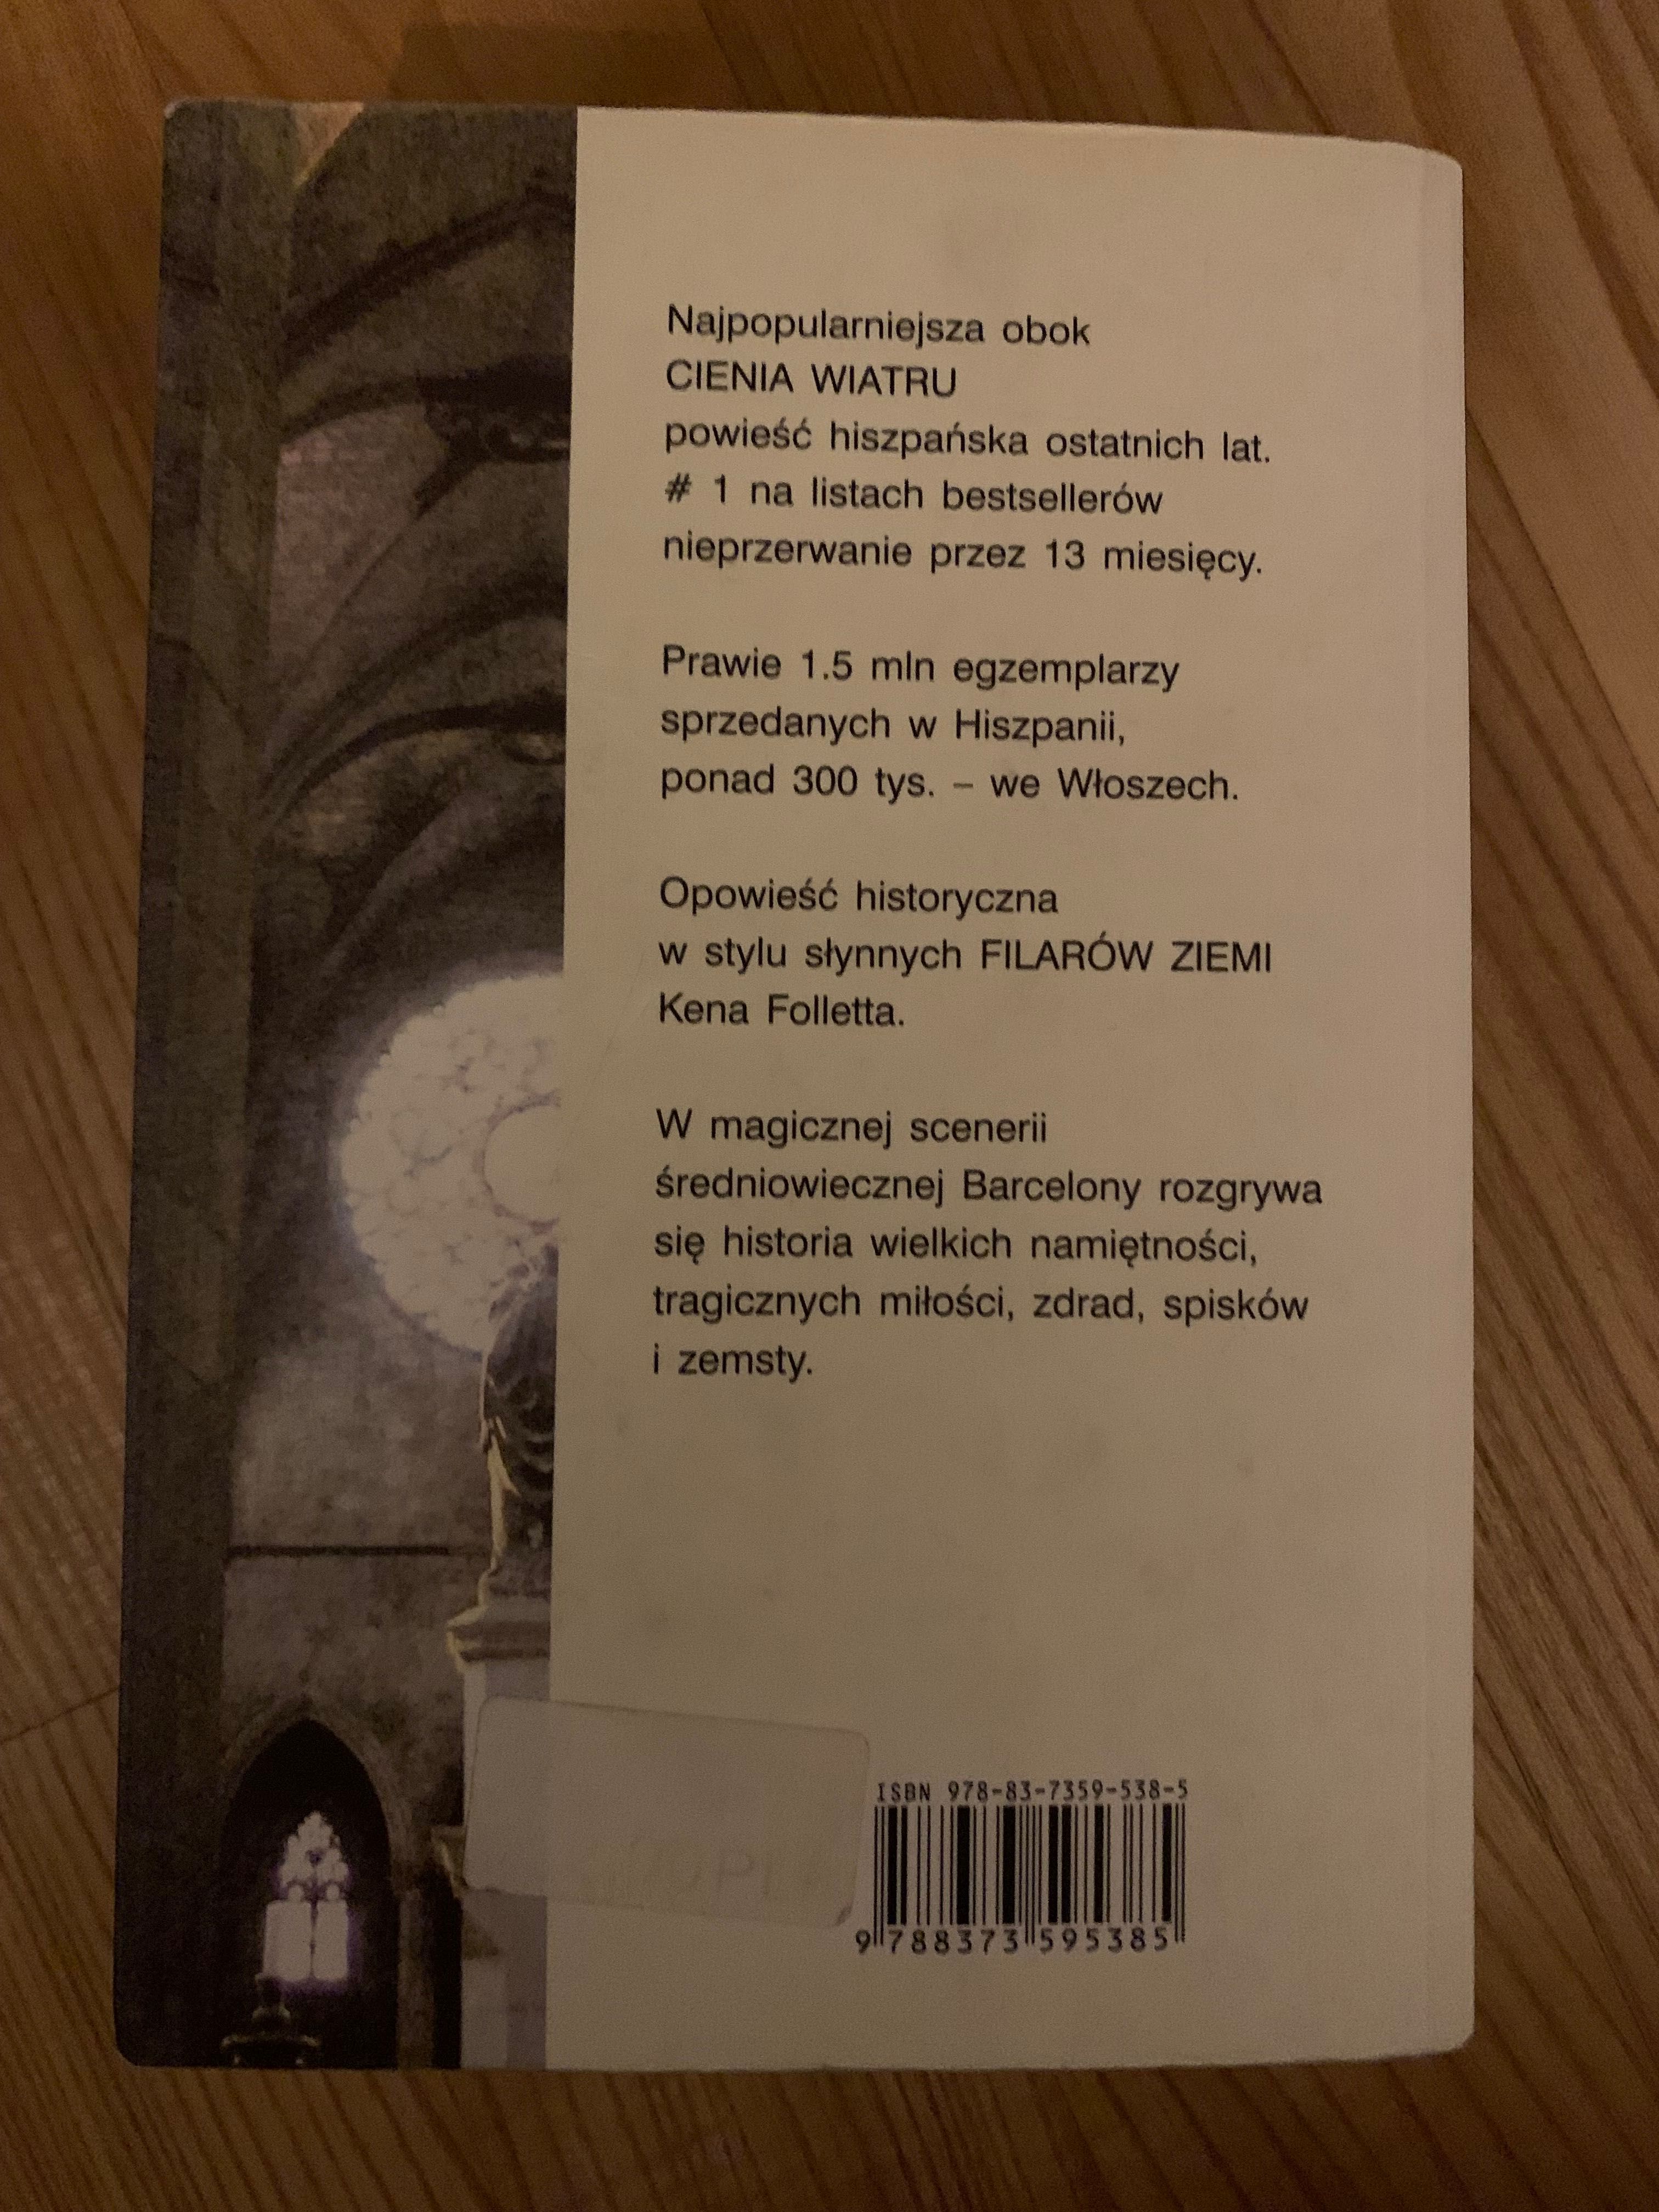 Najpopularniejsza obok
CIENIA WIATRU
powieść hiszpańska ostatnich lat.
# 1 na listach bestsellerów
nieprzerwanie przez 13 miesięcy.
Prawie 1.5 mln egzemplarzy
sprzedanych w Hiszpanii,
ponad 300 tys. – we Włoszech.
Opowieść historyczna
w stylu słynnych FILARÓW ZIEMI
Kena Folletta.
W magicznej scenerii
średniowiecznej Barcelony rozgrywa
się historia wielkich namiętności,
tragicznych miłości, zdrad, spisków
i zemsty.
ISBN 978-83-7359-538-5
9 788373 595385